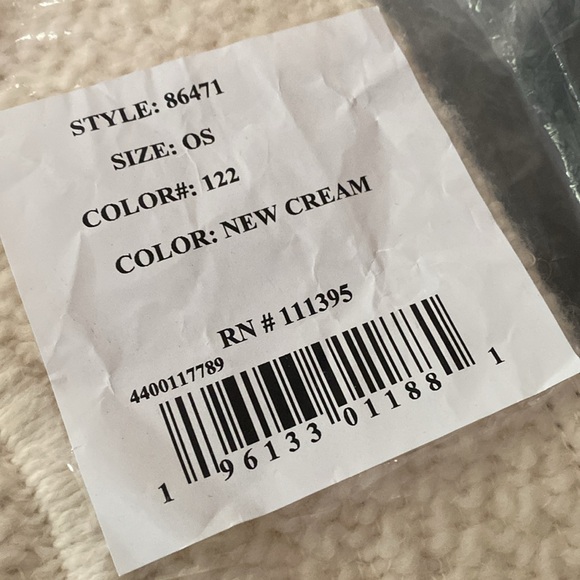 STYLE: 86471
SIZE: OS
COLOR#: 122
COLOR: NEW CREAM
RN # 111395
4400117789
1 96133 01188 1